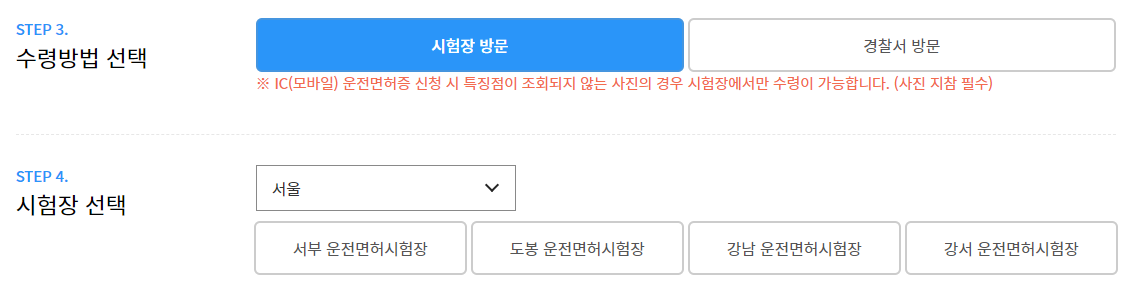 STEP 3.
수령방법 선택
시험장 방문
경찰서 방문
※ IC(모바일) 운전면허증 신청 시 특징점이 조회되지 않는 사진의 경우 시험장에서만 수령이 가능합니다. (사진 지참 필수)
STEP 4.
시험장 선택
서울
서부 운전면허시험장
도봉 운전면허시험장
강남 운전면허시험장
강서 운전면허시험장